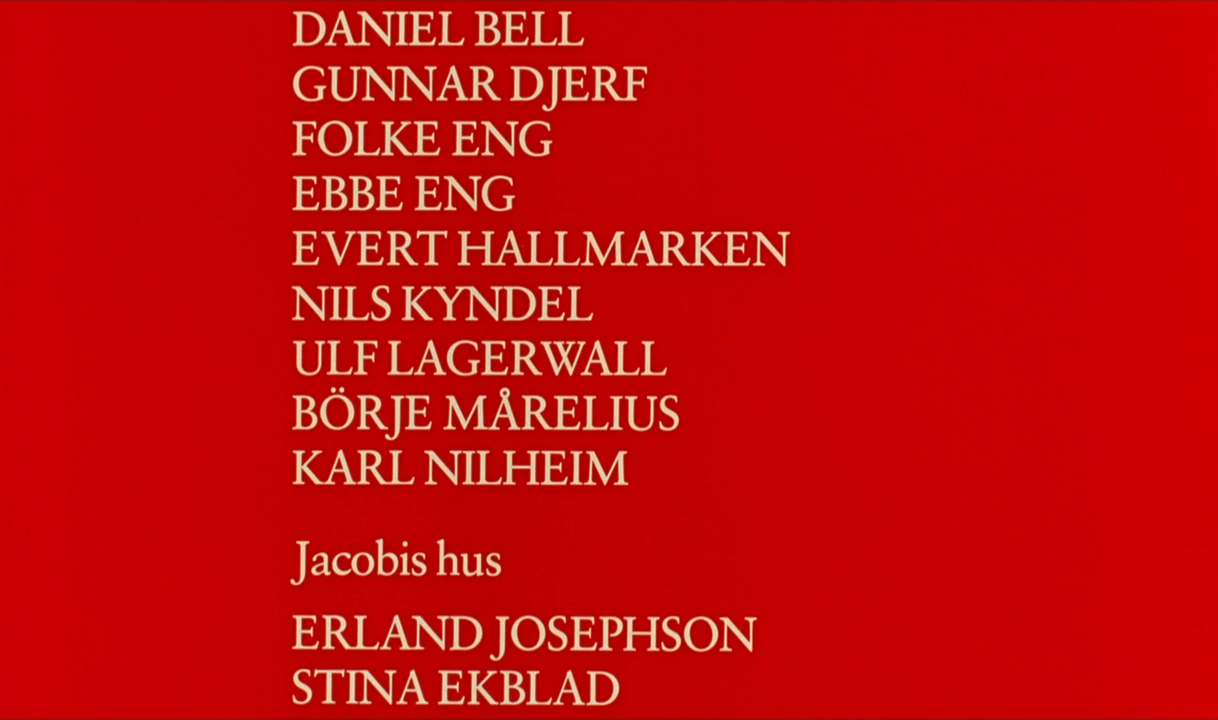 DANIEL BELL
GUNNAR DJERF
FOLKE ENG
EBBE ENG
EVERT HALLMARKEN
NILS KYNDEL
ULF LAGERWALL
BÖRJE MÅRELIUS
KARL NILHEIM
Jacobis hus
ERLAND JOSEPHSON
STINA EKBLAD